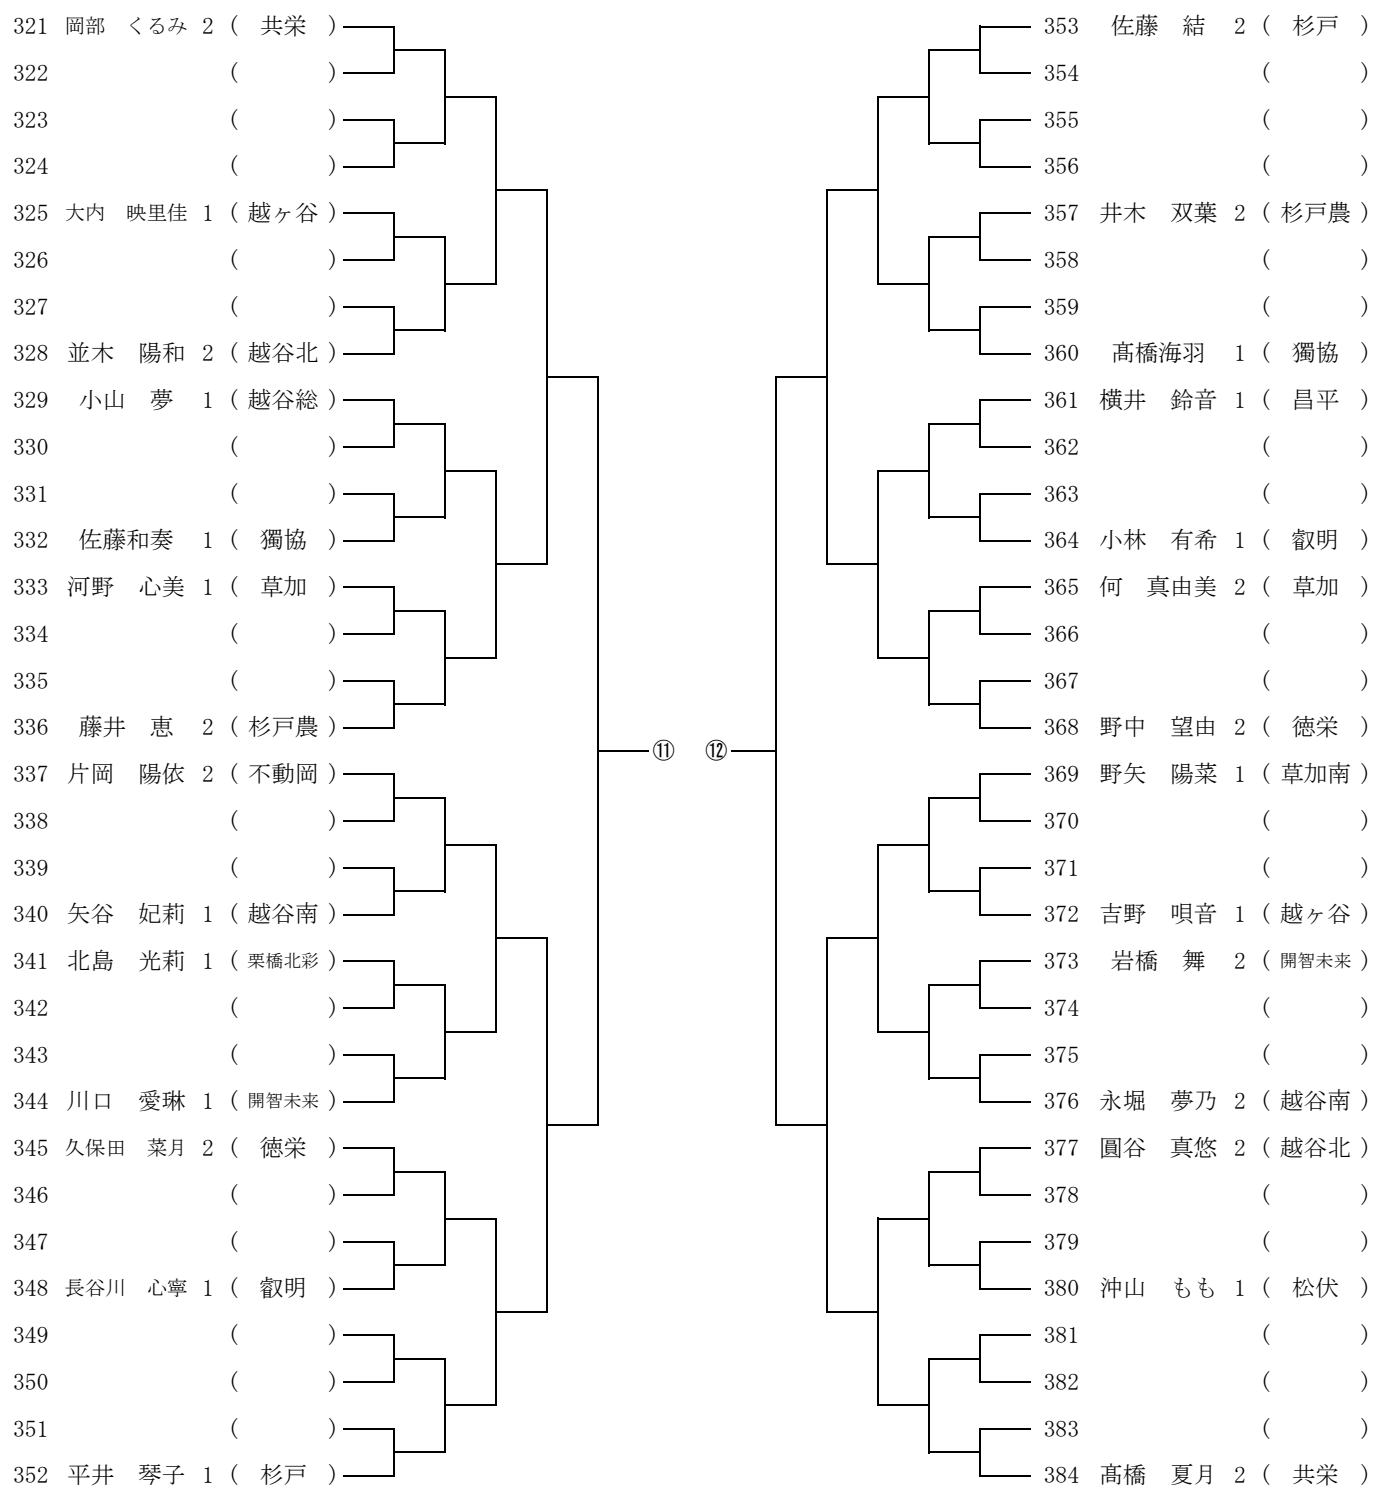 321 岡部 くるみ 2 ( 共栄 )
322 ( )
323 ( )
324 ( )
325 大内 映里佳 1 ( 越ヶ谷 )
326 ( )
327 ( )
328 並木 陽和 2 ( 越谷北 )
329 小山 夢 1 ( 越谷総 )
330 ( )
331 ( )
332 佐藤和奏 1 ( 獨協 )
333 河野 心美 1 ( 草加 )
334 ( )
335 ( )
336 藤井 恵 2 ( 杉戸農 )
337 片岡 陽依 2 ( 不動岡 )
338 ( )
339 ( )
340 矢谷 妃莉 1 ( 越谷南 )
341 北島 光莉 1 ( 栗橋北彩 )
342 ( )
343 ( )
344 川口 愛琳 1 ( 開智未来 )
345 久保田 菜月 2 ( 徳栄 )
346 ( )
347 ( )
348 長谷川 心寧 1 ( 叡明 )
349 ( )
350 ( )
351 ( )
352 平井 琴子 1 ( 杉戸 )
⑪ ⑫
353 佐藤 結 2 ( 杉戸 )
354 ( )
355 ( )
356 ( )
357 井木 双葉 2 ( 杉戸農 )
358 ( )
359 ( )
360 髙橋海羽 1 ( 獨協 )
361 横井 鈴音 1 ( 昌平 )
362 ( )
363 ( )
364 小林 有希 1 ( 叡明 )
365 何 真由美 2 ( 草加 )
366 ( )
367 ( )
368 野中 望由 2 ( 徳栄 )
369 野矢 陽菜 1 ( 草加南 )
370 ( )
371 ( )
372 吉野 唄音 1 ( 越ヶ谷 )
373 岩橋 舞 2 ( 開智未来 )
374 ( )
375 ( )
376 永堀 夢乃 2 ( 越谷南 )
377 圓谷 真悠 2 ( 越谷北 )
378 ( )
379 ( )
380 沖山 もも 1 ( 松伏 )
381 ( )
382 ( )
383 ( )
384 髙橋 夏月 2 ( 共栄 )